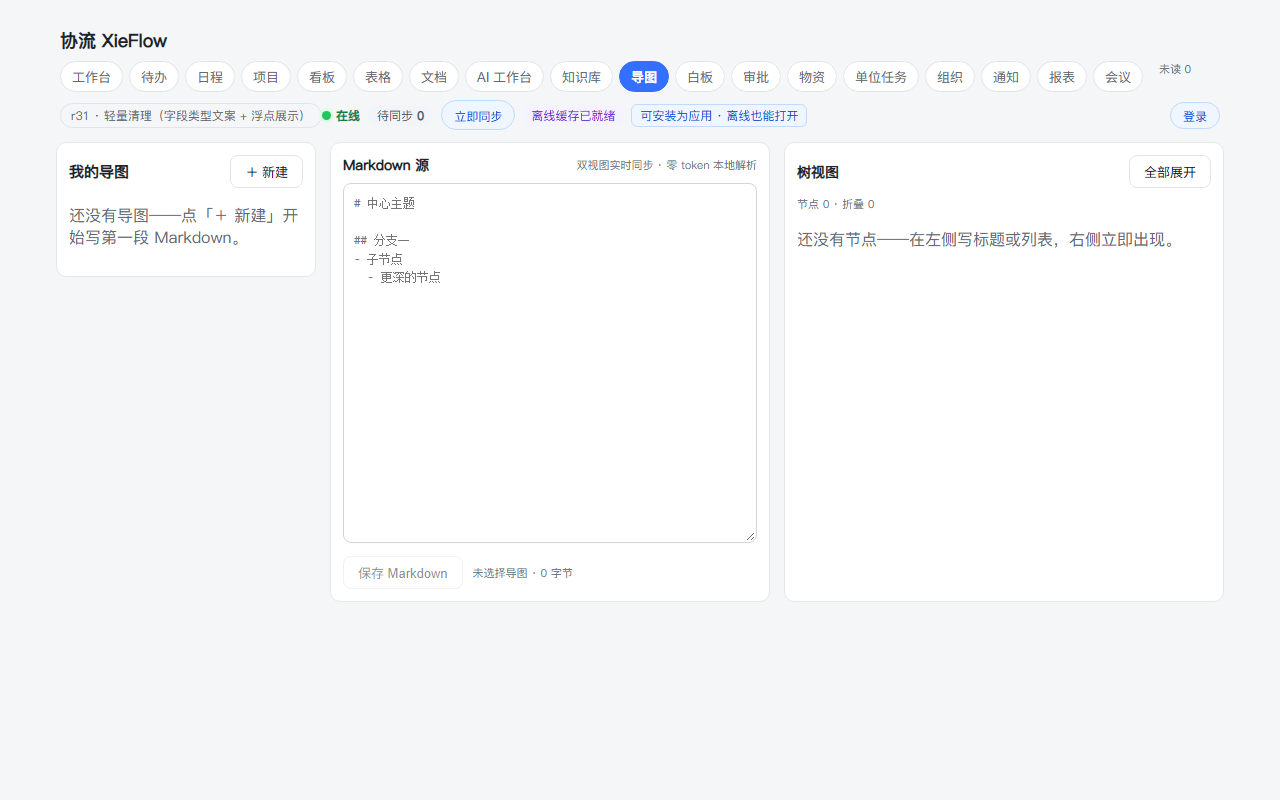 协流 XieFlow
工作台 待办 日程 项目 看板 表格 文档 AI 工作台 知识库 导图 白板 审批 物资 单位任务 组织 通知 报表 会议 未读 0
r31 · 轻量清理（字段类型文案 + 浮点展示） 在线 待同步 0 立即同步 离线缓存已就绪 可安装为应用 · 离线也能打开 登录
我的导图 ＋ 新建
还没有导图——点「＋ 新建」开
始写第一段 Markdown。
Markdown 源 双视图实时同步 · 零 token 本地解析
# 中心主题
## 分支一
- 子节点
  - 更深的节点
保存 Markdown 未选择导图 · 0 字节
树视图 全部展开
节点 0 · 折叠 0
还没有节点——在左侧写标题或列表，右侧立即出现。